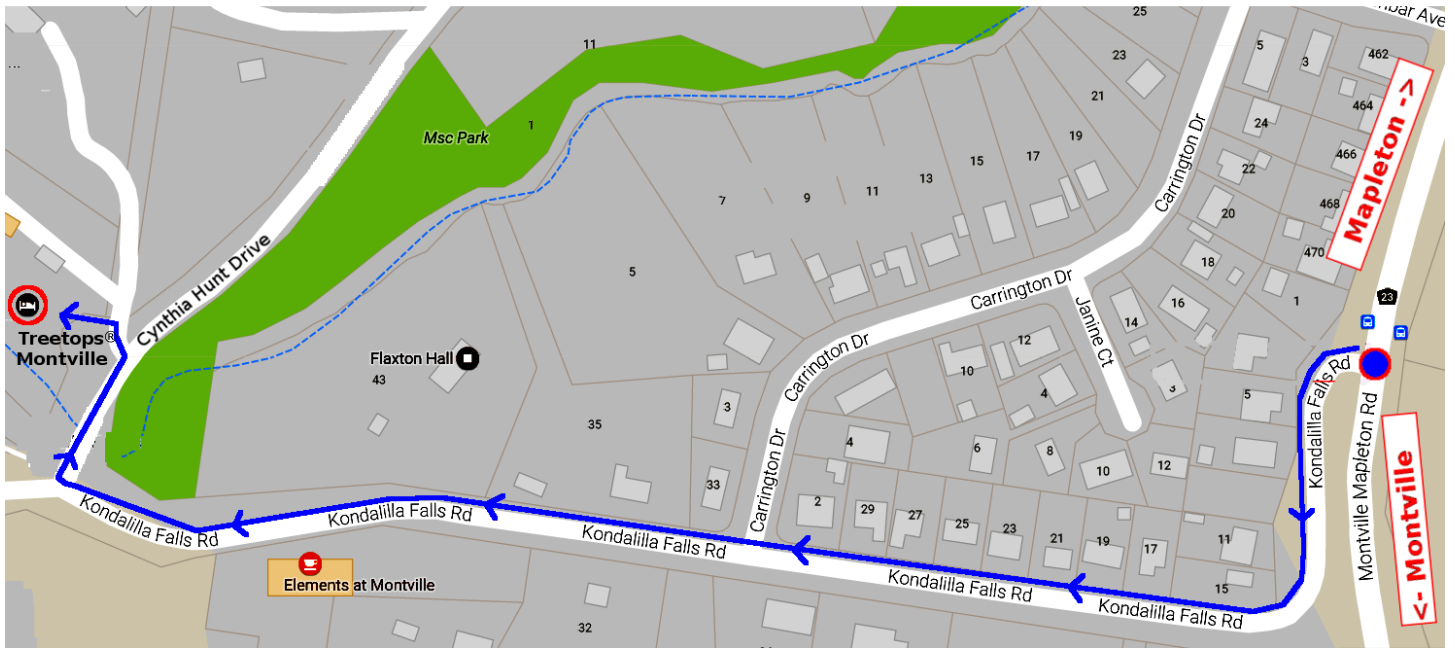 25
nbar Ave
11
5
3
462
23
464
21
24
466
1
Msc Park
19
22
15
17
13
11
9
7
468
20
470
Mapleton ->
Carrington Dr
18
5
Cynthia Hunt Drive
Carrington Dr
Janine Ct
16
1
23
14
Treetops®
Montville
Flaxton Hall
43
Carrington Dr
12
10
4
5
3
35
Kondalilla Falls Rd
Montville Mapleton Rd
<- Montville
4
6
8
10
12
33
Carrington Dr
2
29
27
25
23
21
19
17
11
15
Kondalilla Falls Rd
Kondalilla Falls Rd
Kondalilla Falls Rd
Kondalilla Falls Rd
Kondalilla Falls Rd
Elements at Montville
32